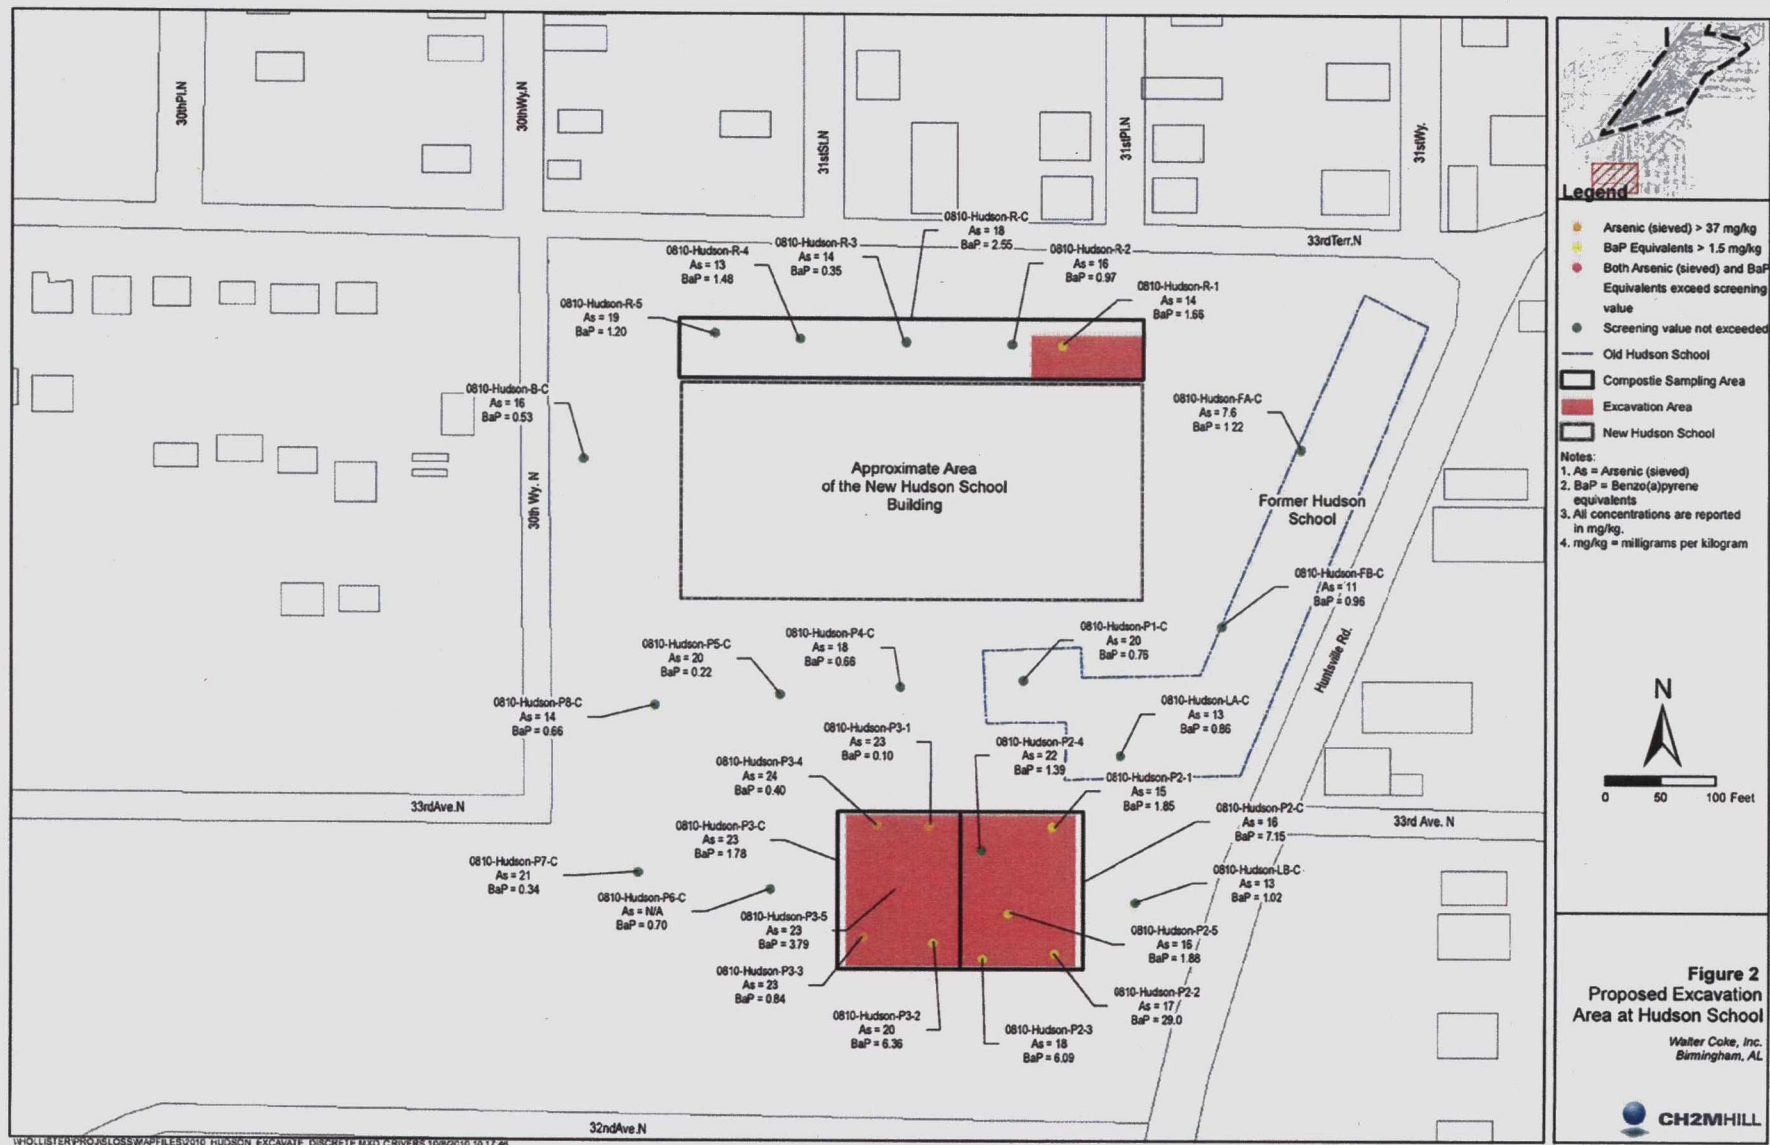 30thPl.N
30thWy.N
31stSt.N
31stPl.N
31stWy.
33rdTerr.N
0810-Hudson-R-C
As = 18
BaP = 2.55
0810-Hudson-R-4
As = 13
BaP = 1.48
0810-Hudson-R-3
As = 14
BaP = 0.35
0810-Hudson-R-2
As = 16
BaP = 0.97
0810-Hudson-R-1
As = 14
BaP = 1.66
0810-Hudson-R-5
As = 19
BaP = 1.20
0810-Hudson-B-C
As = 16
BaP = 0.53
0810-Hudson-FA-C
As = 7.6
BaP = 1 22
Approximate Area
of the New Hudson School
Building
Former Hudson
School
30th Wy. N
0810-Hudson-FB-C
As = 11
BaP = 0.96
Huntsville Rd.
0810-Hudson-P1-C
As = 20
BaP = 0.76
0810-Hudson-P4-C
As = 18
BaP = 0.66
0810-Hudson-P5-C
As = 20
BaP = 0.22
0810-Hudson-P8-C
As = 14
BaP = 0.66
0810-Hudson-LA-C
As = 13
BaP = 0.86
0810-Hudson-P3-1
As = 23
BaP = 0.10
0810-Hudson-P2-4
As = 22
BaP = 1.39
0810-Hudson-P3-4
As = 24
BaP = 0.40
0810-Hudson-P2-1
As = 15
BaP = 1.85
33rdAve.N
0810-Hudson-P2-C
As = 16
BaP = 7.15
33rd Ave. N
0810-Hudson-P3-C
As = 23
BaP = 1.78
0810-Hudson-P7-C
As = 21
BaP = 0.34
0810-Hudson-P6-C
As = N/A
BaP = 0.70
0810-Hudson-LB-C
As = 13
BaP = 1.02
0810-Hudson-P3-5
As = 23
BaP = 3.79
0810-Hudson-P2-5
As = 16
BaP = 1.88
0810-Hudson-P3-3
As = 23
BaP = 0.84
0810-Hudson-P2-2
As = 17
BaP = 29.0
0810-Hudson-P3-2
As = 20
BaP = 6.36
0810-Hudson-P2-3
As = 18
BaP = 6.09
32ndAve.N
Legend
Arsenic (sieved) > 37 mg/kg
BaP Equivalents > 1.5 mg/kg
Both Arsenic (sieved) and BaP
Equivalents exceed screening
value
Screening value not exceeded
Old Hudson School
Compostie Sampling Area
Excavation Area
New Hudson School
Notes:
1. As = Arsenic (sieved)
2. BaP = Benzo(a)pyrene
equivalents
3. All concentrations are reported
in mg/kg.
4. mg/kg = milligrams per kilogram
N
0 50 100 Feet
Figure 2
Proposed Excavation
Area at Hudson School
Walter Coke, Inc.
Birmingham, AL
CH2MHILL